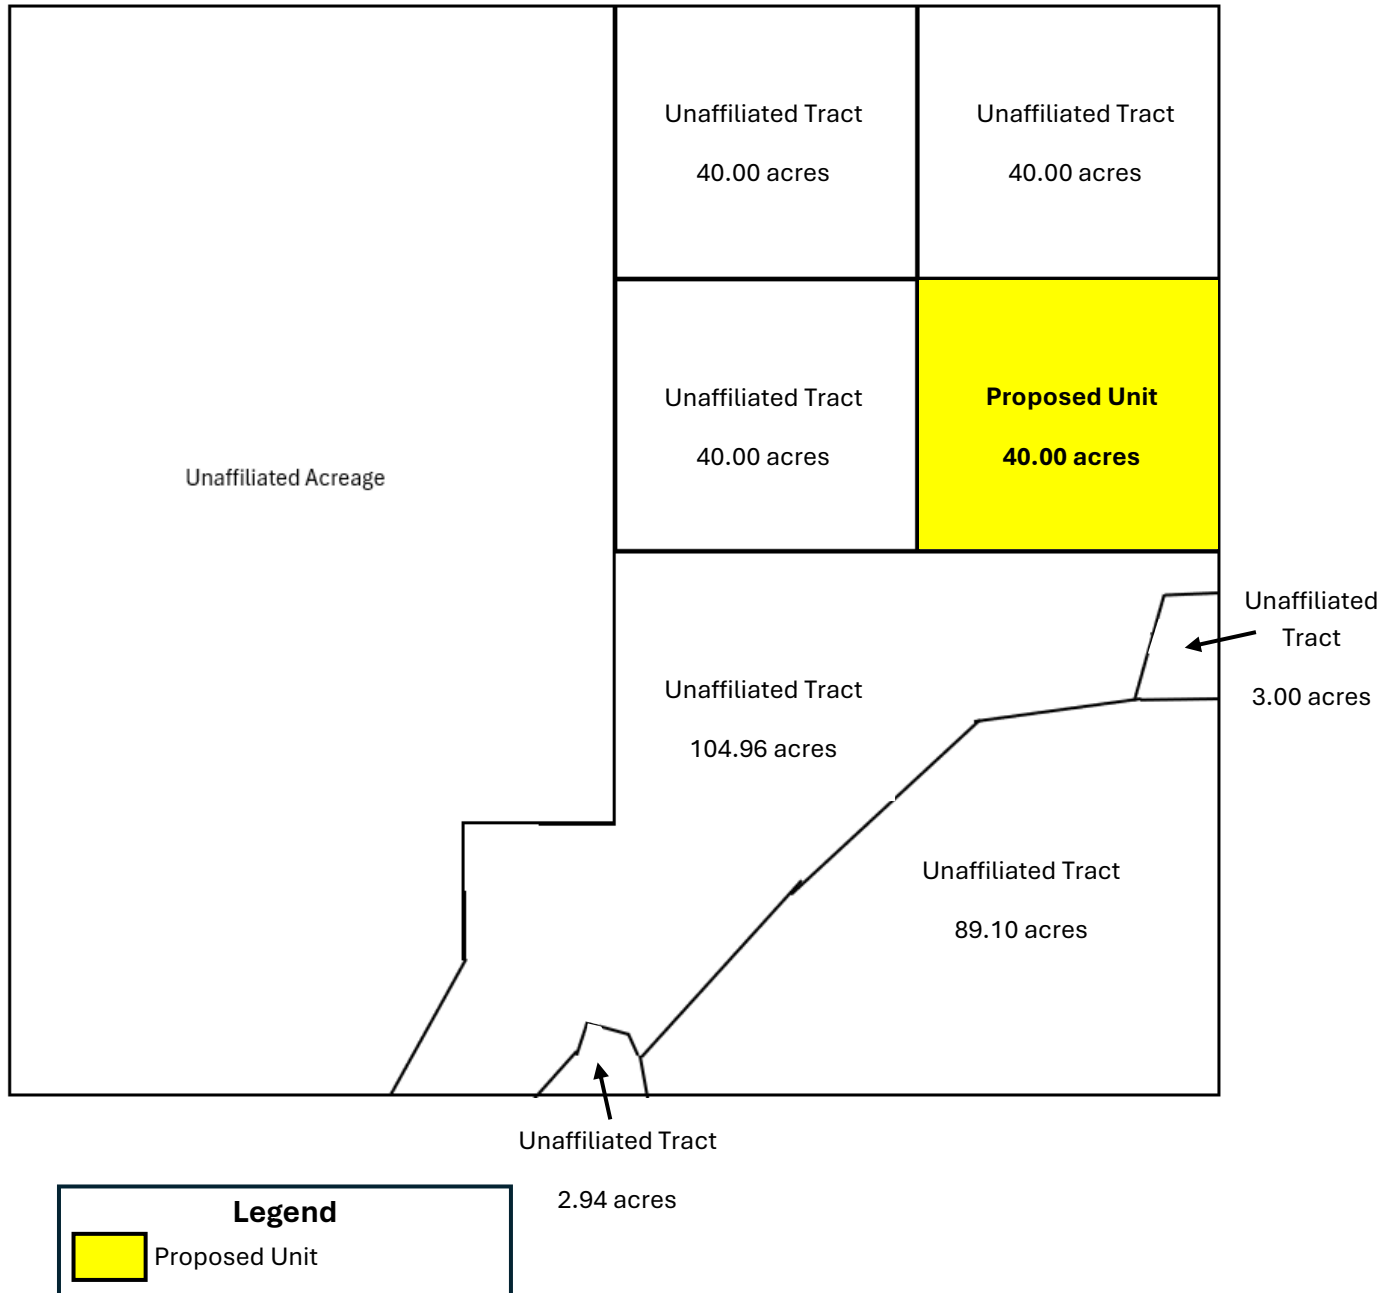 Unaffiliated Tract
40.00 acres
Unaffiliated Tract
40.00 acres
Unaffiliated Tract
40.00 acres
Proposed Unit
40.00 acres
Unaffiliated Acreage
Unaffiliated
Tract
3.00 acres
Unaffiliated Tract
104.96 acres
Unaffiliated Tract
89.10 acres
Unaffiliated Tract
2.94 acres
Legend
Proposed Unit